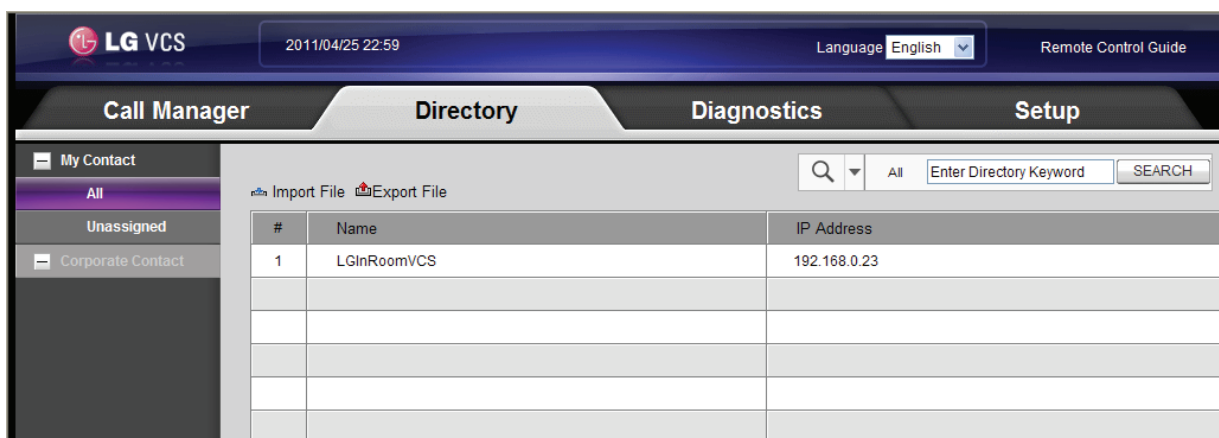 LG VCS
2011/04/25 22:59
Language English
Remote Control Guide
Call Manager
Directory
Diagnostics
Setup
My Contact
All
Unassigned
Corporate Contact
All
Enter Directory Keyword
SEARCH
Import File
Export File
# Name IP Address
1 LGInRoomVCS 192.168.0.23